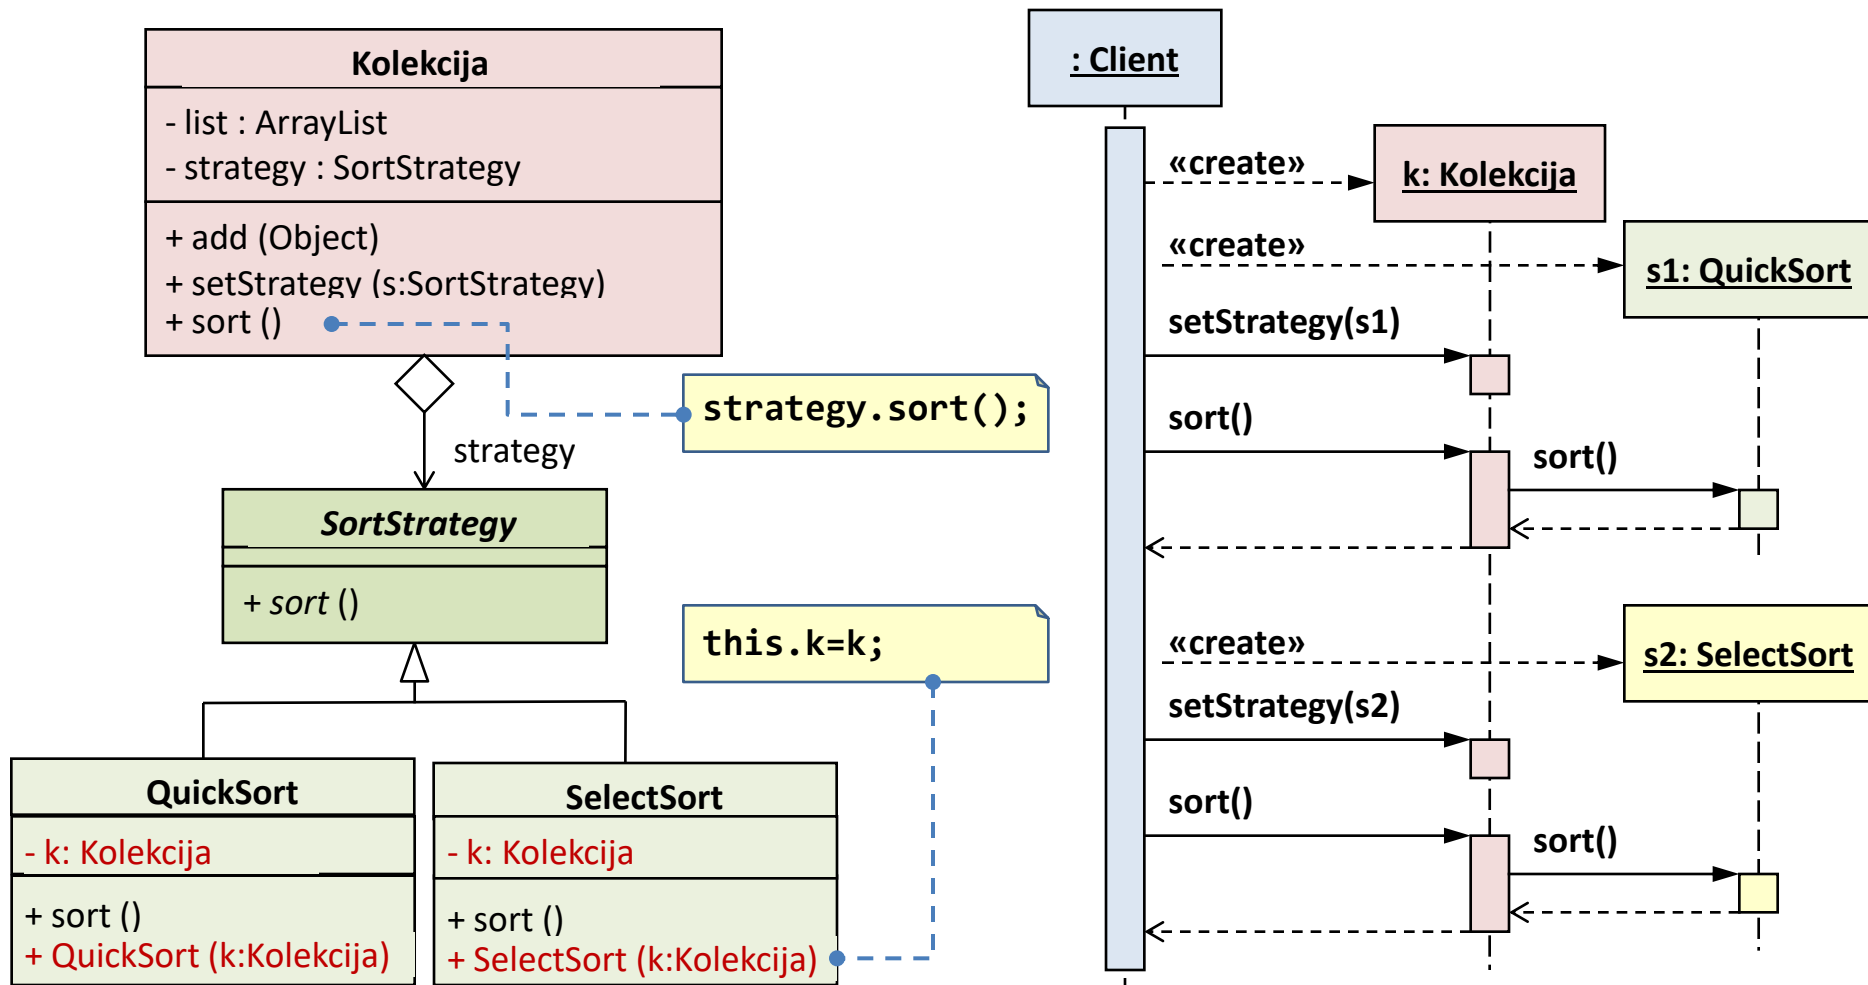 Kolekcija
- list : ArrayList
- strategy : SortStrategy
+ add (Object)
+ setStrategy (s:SortStrategy)
+ sort ()
strategy.sort();
strategy
SortStrategy
+ sort ()
this.k=k;
QuickSort
- k: Kolekcija
+ sort ()
+ QuickSort (k:Kolekcija)
SelectSort
- k: Kolekcija
+ sort ()
+ SelectSort (k:Kolekcija)
: Client
«create»
k: Kolekcija
«create»
s1: QuickSort
setStrategy(s1)
sort()
sort()
«create»
s2: SelectSort
setStrategy(s2)
sort()
sort()